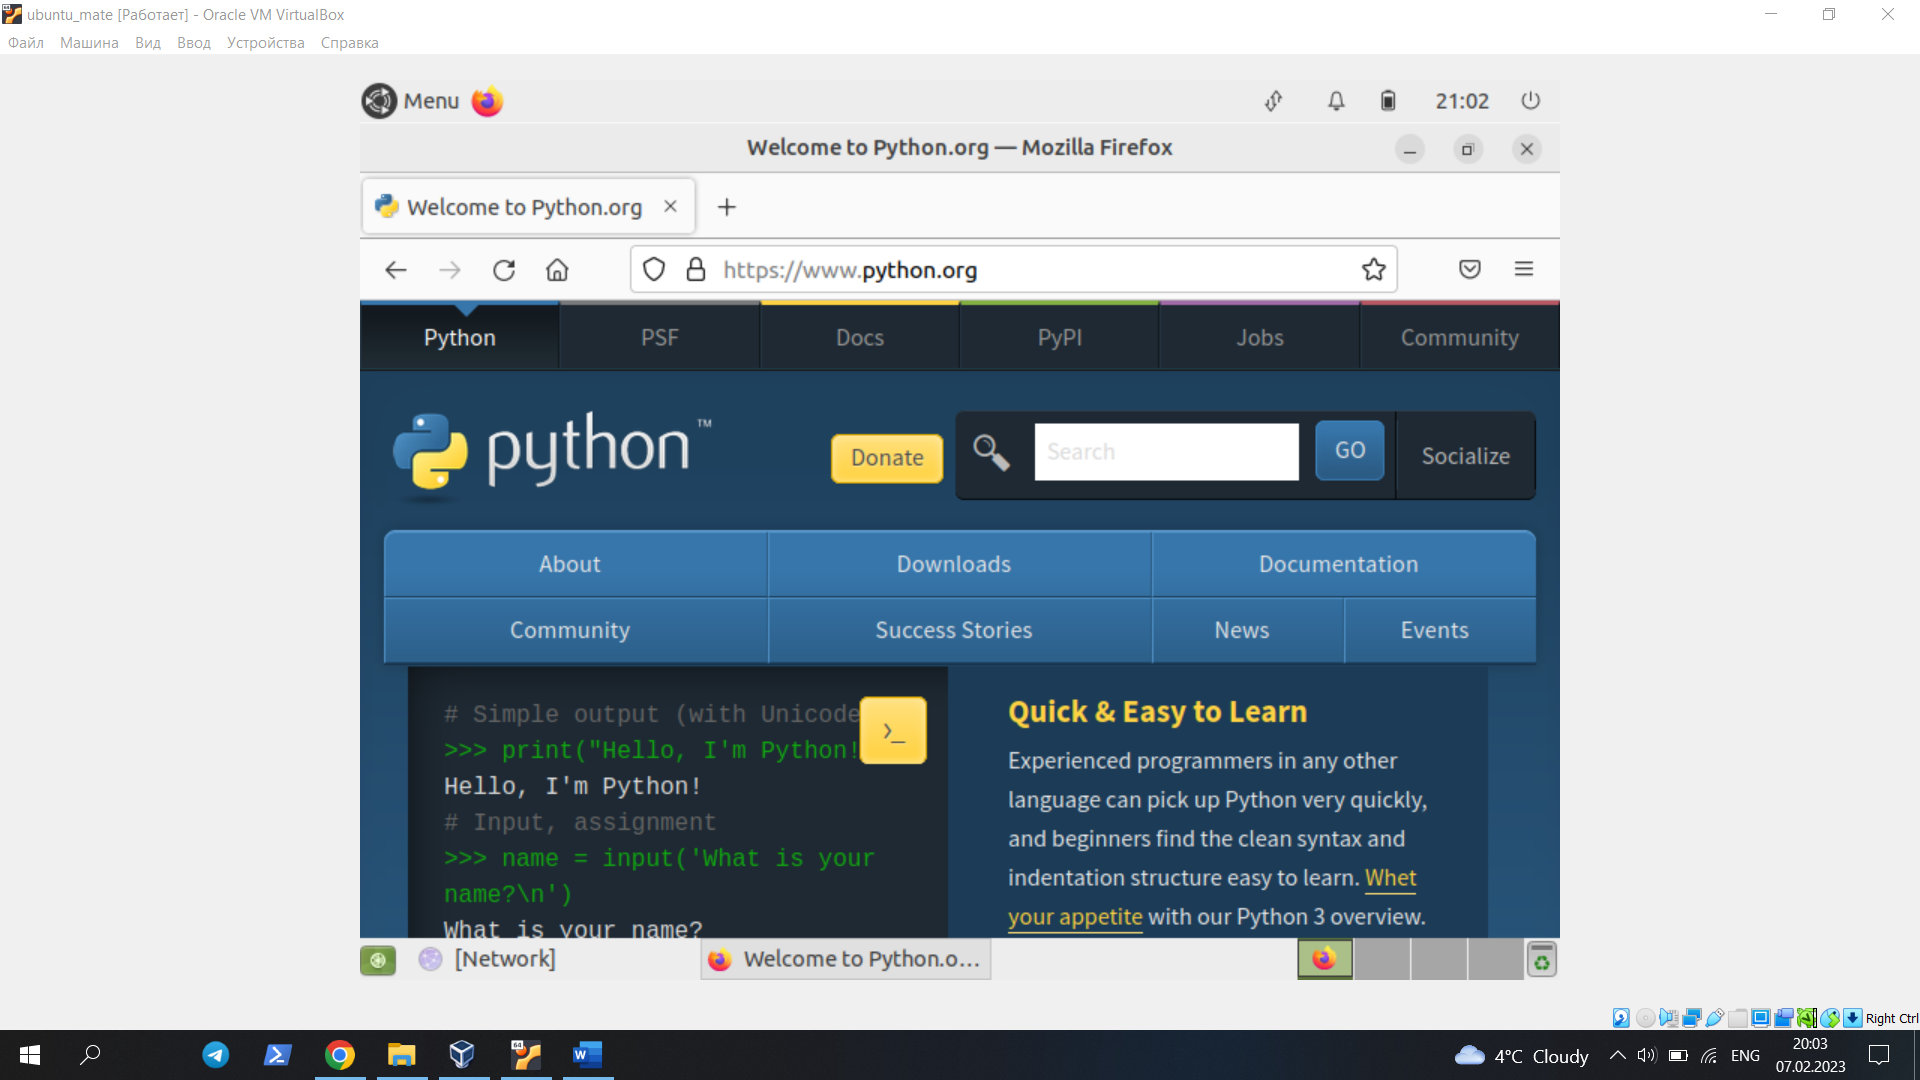 ubuntu_mate [Работает] - Oracle VM VirtualBox
Файл Машина Вид Ввод Устройства Справка
Menu 21:02
Welcome to Python.org — Mozilla Firefox
Welcome to Python.org
https://www.python.org
Python PSF Docs PyPI Jobs Community
python™ Donate Search GO Socialize
About Downloads Documentation
Community Success Stories News Events
# Simple output (with Unicode
>>> print("Hello, I'm Python!
Hello, I'm Python!
# Input, assignment
>>> name = input('What is your
name?\n')
What is your name?
>_
Quick & Easy to Learn
Experienced programmers in any other
language can pick up Python very quickly,
and beginners find the clean syntax and
indentation structure easy to learn. Whet
your appetite with our Python 3 overview.
[Network] Welcome to Python.o...
Right Ctrl
4°C Cloudy ENG 20:03
07.02.2023